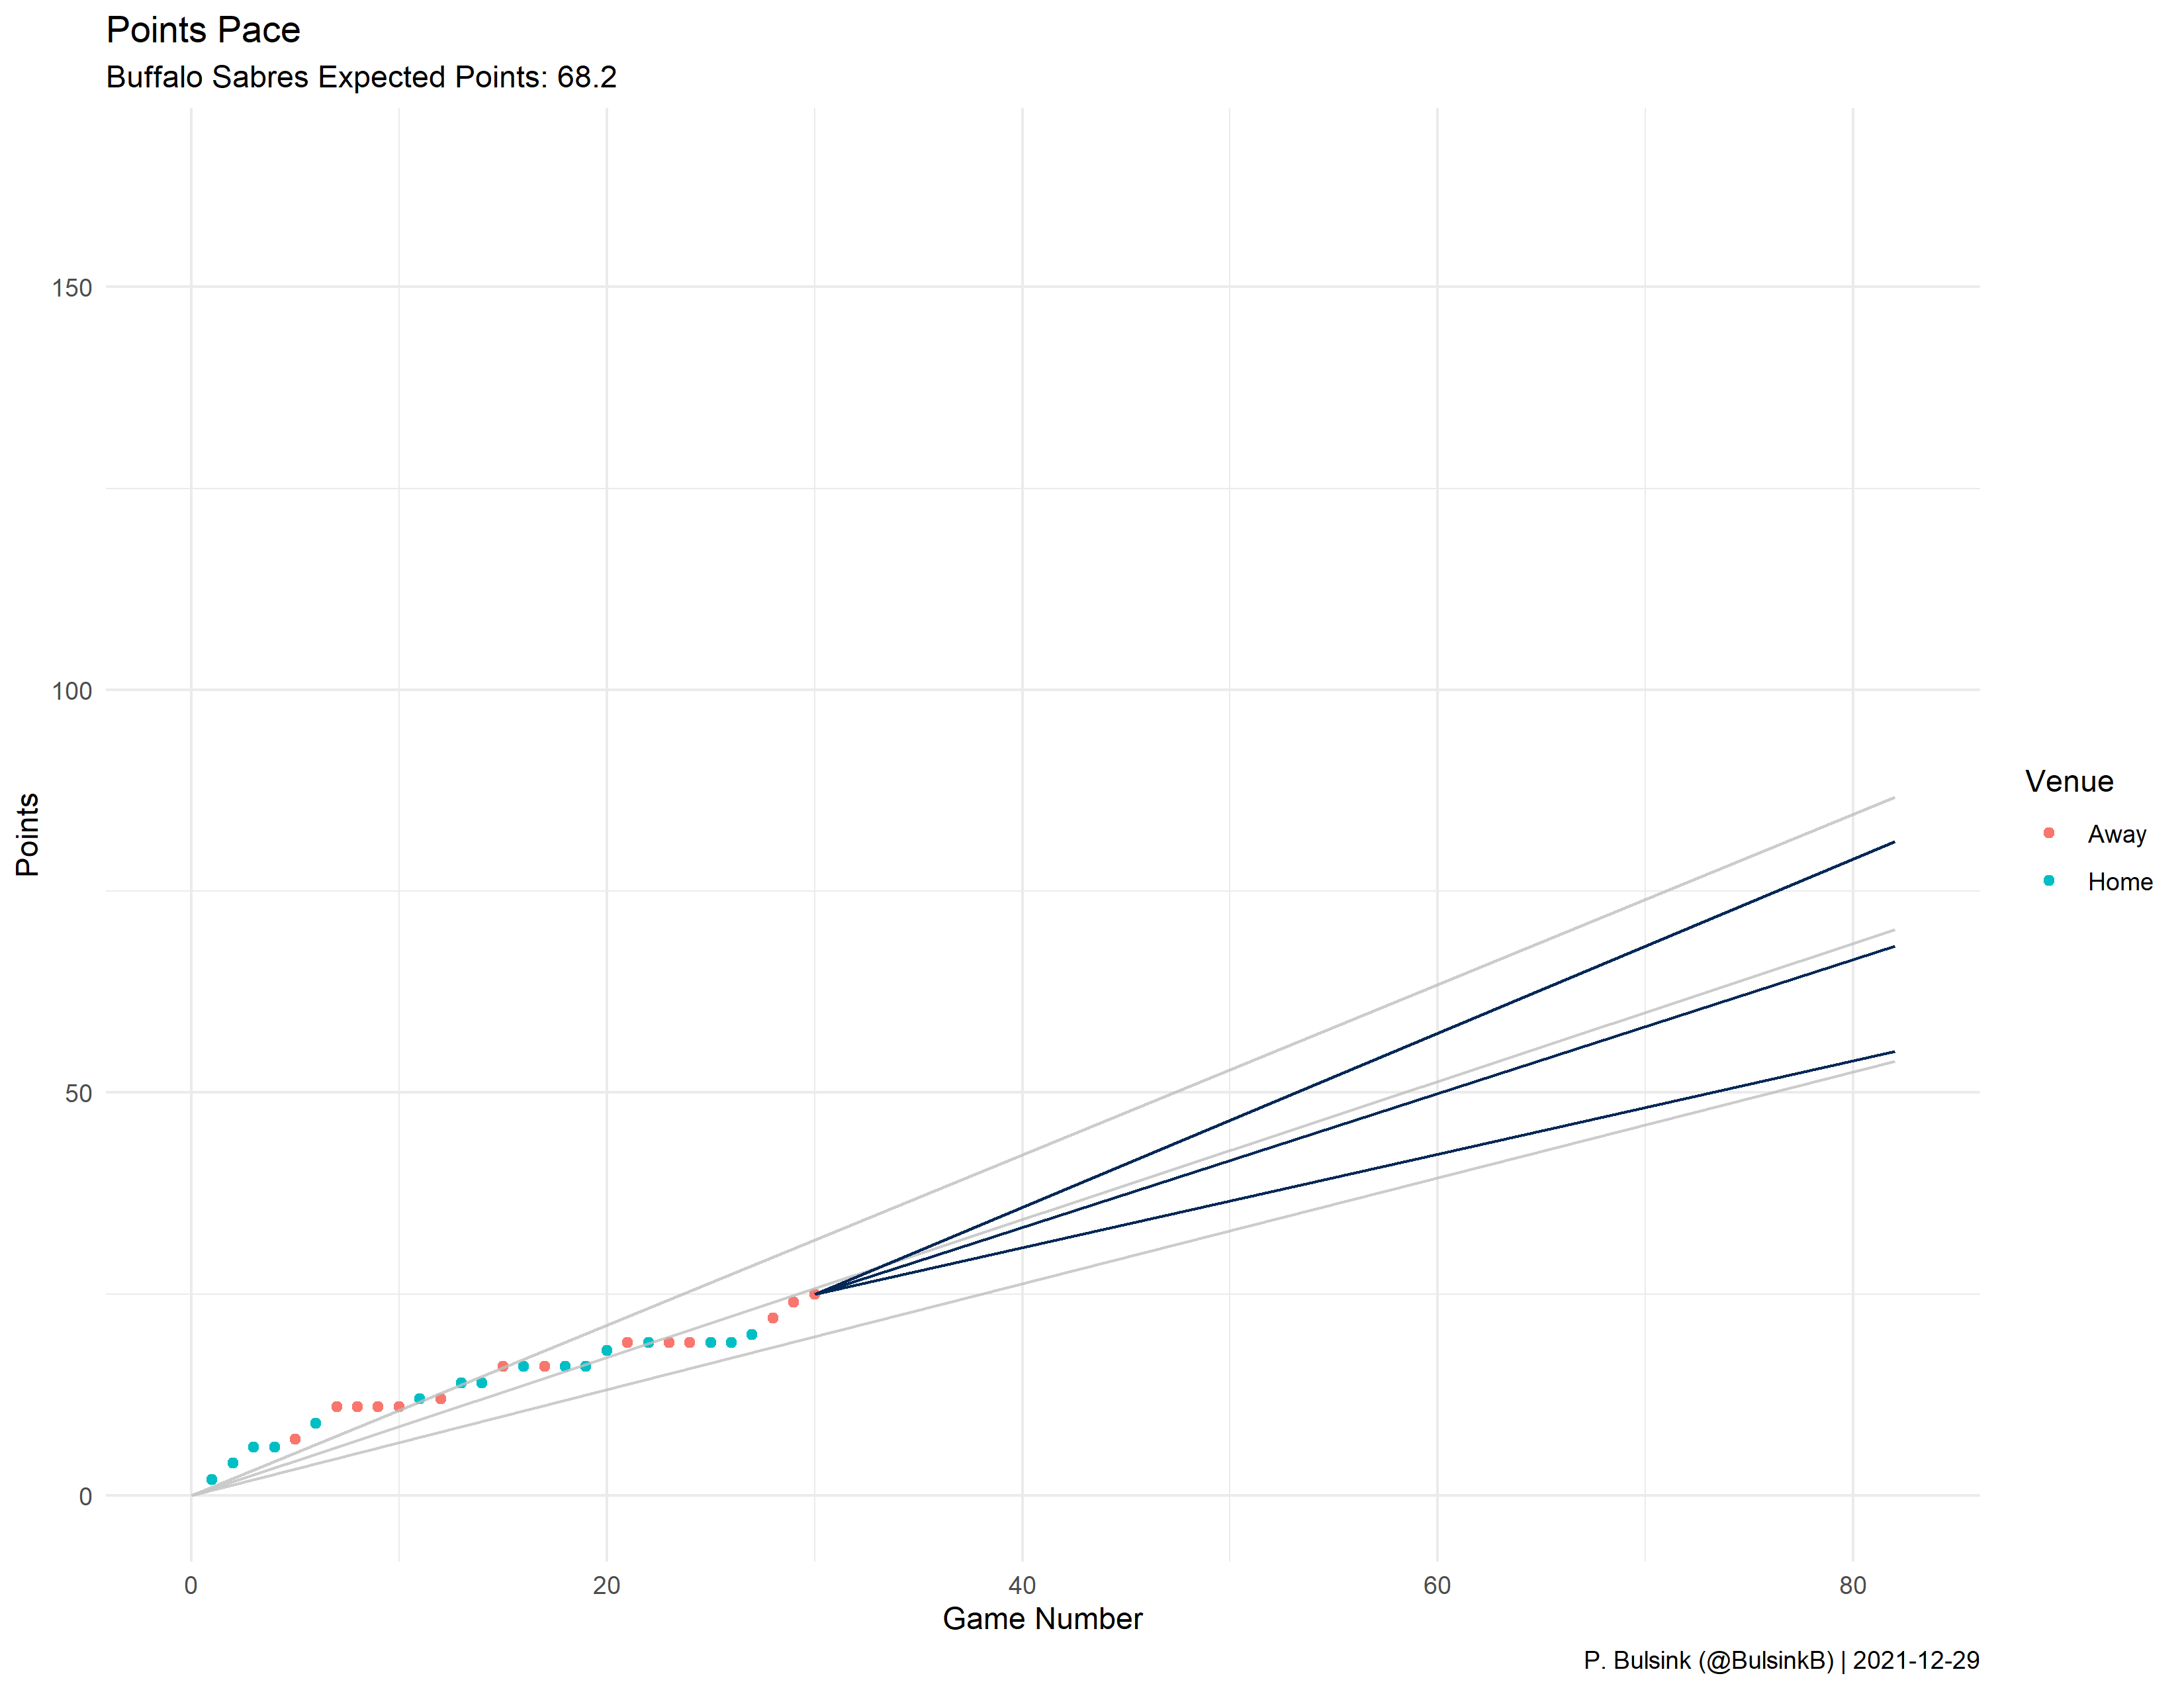 Points Pace
Buffalo Sabres Expected Points: 68.2
150
100
50
0
Points
0 20 40 60 80
Game Number
Venue
Away
Home
P. Bulsink (@BulsinkB) | 2021-12-29